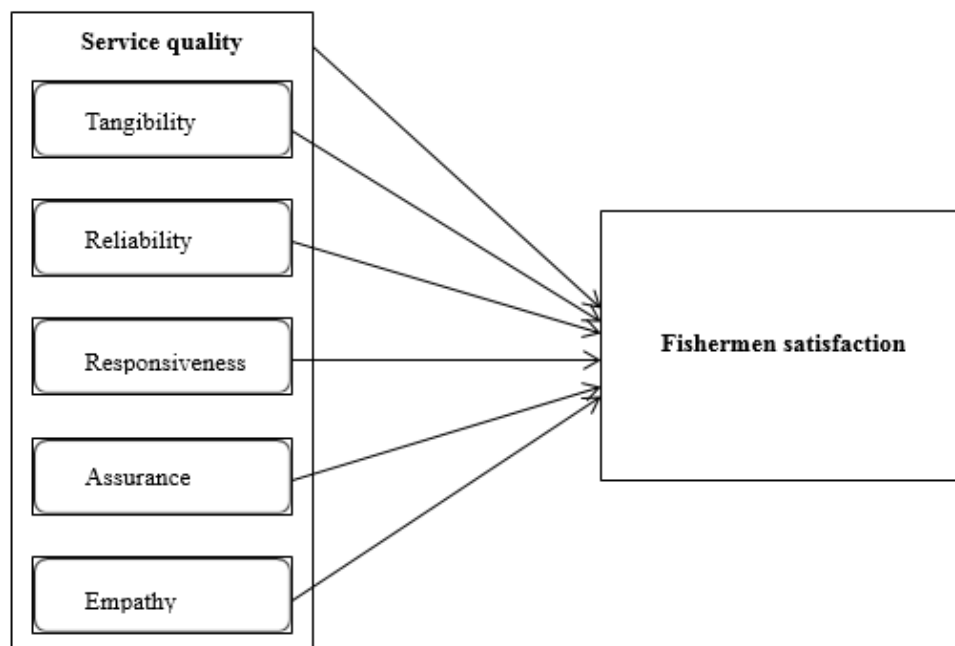 Service quality
Tangibility
Reliability
Responsiveness
Assurance
Empathy
Fishermen satisfaction